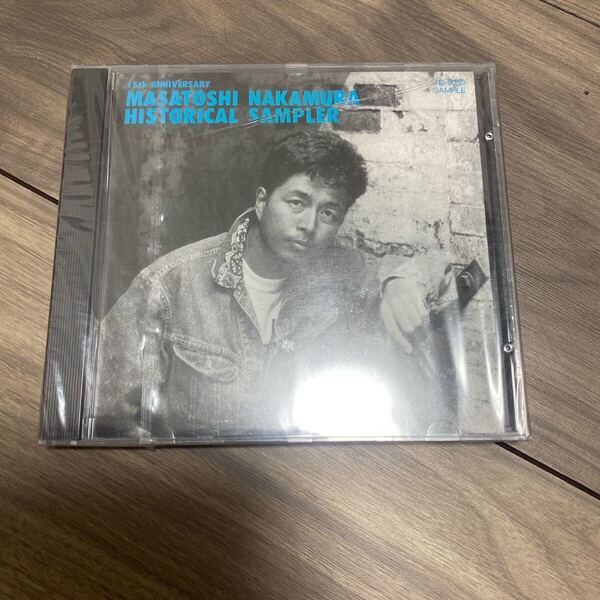 15th ANNIVERSARY
MASATOSHI NAKAMURA
HISTORICAL SAMPLER
SAMPLE